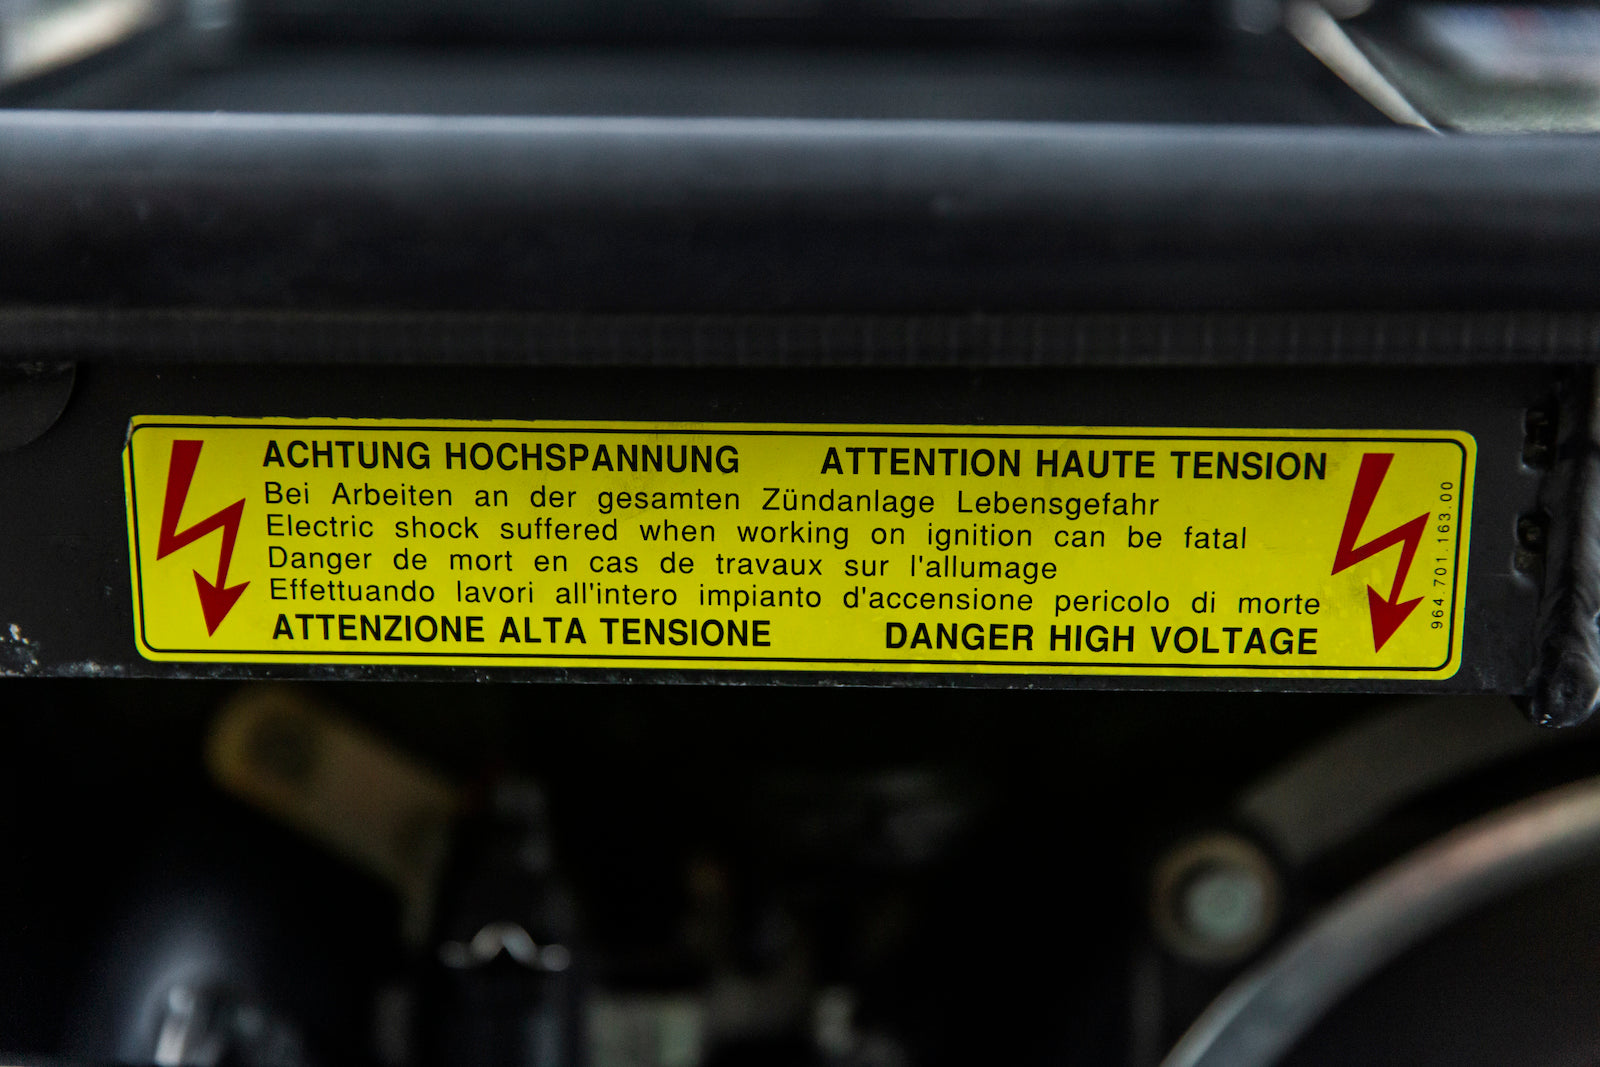 ACHTUNG HOCHSPANNUNG ATTENTION HAUTE TENSION
Bei Arbeiten an der gesamten Zündanlage Lebensgefahr
Electric shock suffered when working on ignition can be fatal
Danger de mort en cas de travaux sur l'allumage
Effettuando lavori all'intero impianto d'accensione pericolo di morte
ATTENZIONE ALTA TENSIONE DANGER HIGH VOLTAGE
964.701.163.00